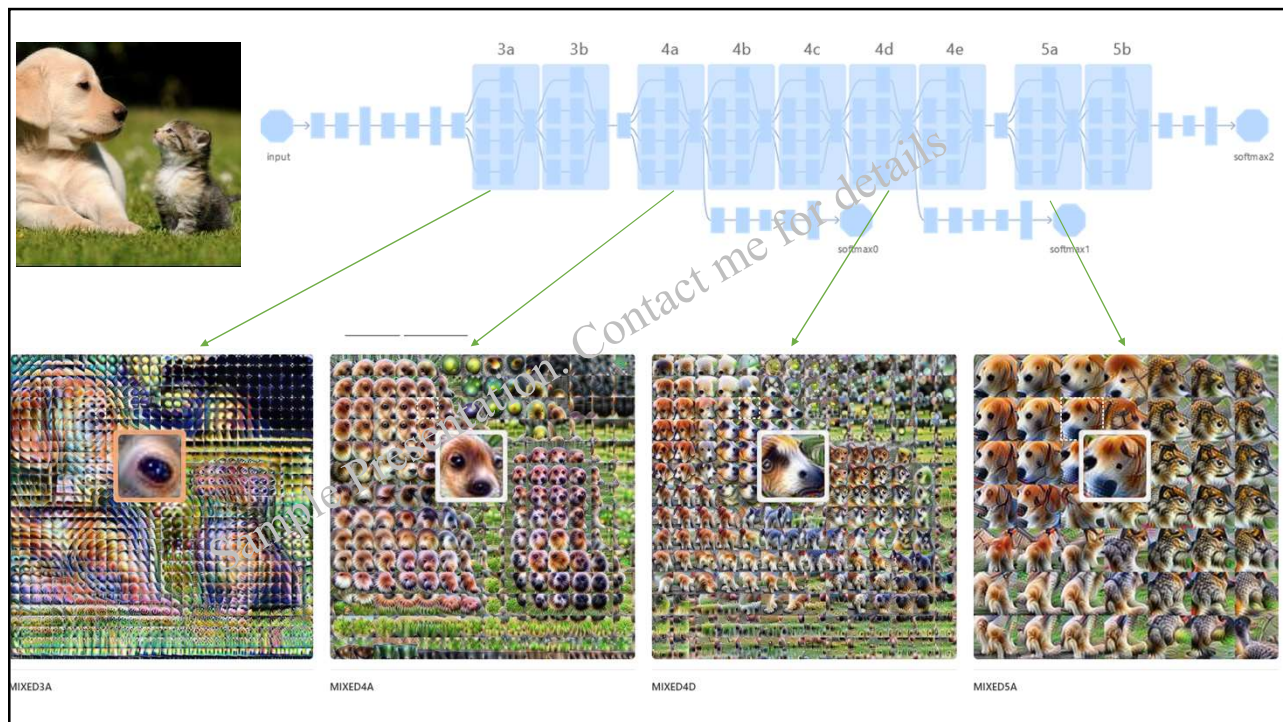 3a 3b 4a 4b 4c 4d 4e 5a 5b
input
softmax2
softmax0
softmax1
Sample Presentation. Contact me for details
MIXED3A
MIXED4A
MIXED4D
MIXED5A